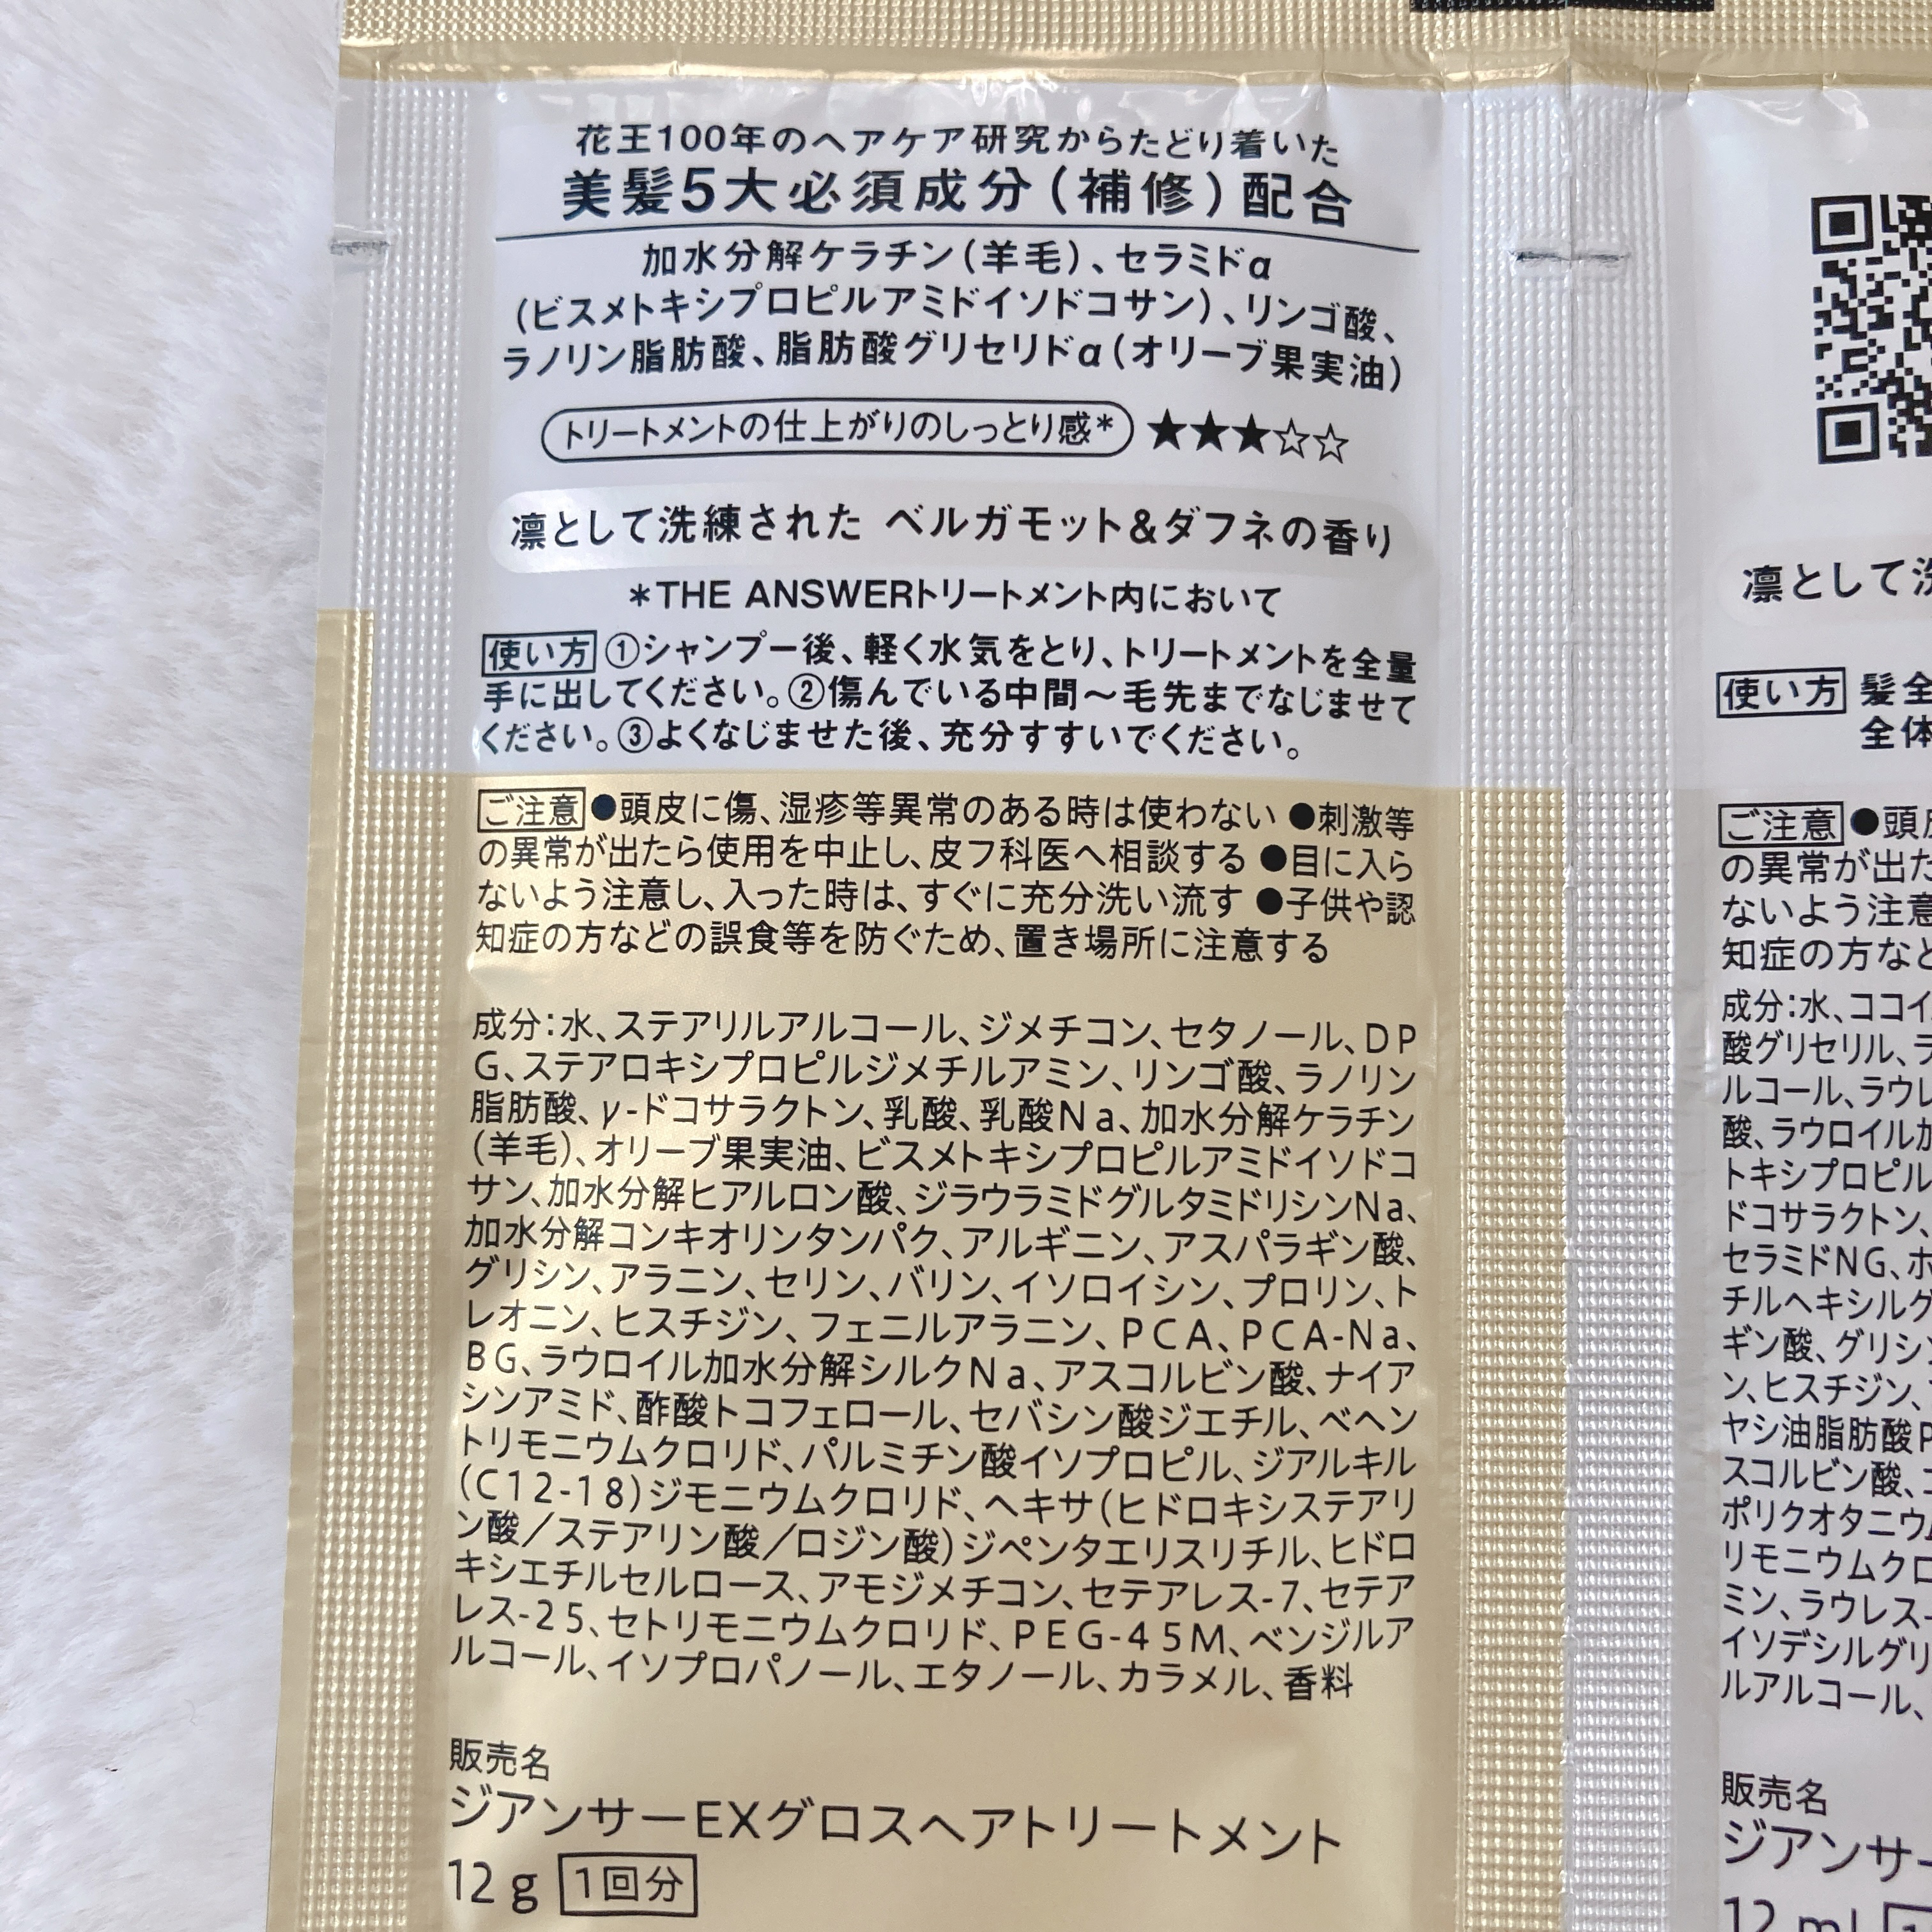 花王100年のヘアケア研究からたどり着いた
美髪5大必須成分(補修)配合
加水分解ケラチン(羊毛)、セラミドα
(ビスメトキシプロピルアミドイソドコサン)、リンゴ酸、
ラノリン脂肪酸、脂肪酸グリセリドα(オリーブ果実油)
トリートメントの仕上がりのしっとり感* ★★★☆☆
凛として洗練された ベルガモット&ダフネの香り
*THE ANSWERトリートメント内において
使い方 ①シャンプー後、軽く水気をとり、トリートメントを全量
手に出してください。②傷んでいる中間〜毛先までなじませて
ください。③よくなじませた後、充分すすいでください。
ご注意 ●頭皮に傷、湿疹等異常のある時は使わない ●刺激等
の異常が出たら使用を中止し、皮フ科医へ相談する ●目に入ら
ないよう注意し、入った時は、すぐに充分洗い流す ●子供や認
知症の方などの誤食等を防ぐため、置き場所に注意する
成分:水、ステアリルアルコール、ジメチコン、セタノール、DP
G、ステアロキシプロピルジメチルアミン、リンゴ酸、ラノリン
脂肪酸、γ-ドコサラクトン、乳酸、乳酸Na、加水分解ケラチン
(羊毛)、オリーブ果実油、ビスメトキシプロピルアミドイソドコ
サン、加水分解ヒアルロン酸、ジラウラミドグルタミドリシンNa、
加水分解コンキオリンタンパク、アルギニン、アスパラギン酸、
グリシン、アラニン、セリン、バリン、イソロイシン、プロリン、ト
レオニン、ヒスチジン、フェニルアラニン、PCA、PCA-Na、
BG、ラウロイル加水分解シルクNa、アスコルビン酸、ナイア
シンアミド、酢酸トコフェロール、セバシン酸ジエチル、ベヘン
トリモニウムクロリド、パルミチン酸イソプロピル、ジアルキル
(C12-18)ジモニウムクロリド、ヘキサ(ヒドロキシステアリ
ン酸/ステアリン酸/ロジン酸)ジペンタエリスリチル、ヒドロ
キシエチルセルロース、アモジメチコン、セテアレス-7、セテア
レス-25、セトリモニウムクロリド、PEG-45M、ベンジルア
ルコール、イソプロパノール、エタノール、カラメル、香料
販売名
ジアンサーEXグロスヘアトリートメント
12g 1回分
凛として
使い方 髪全
全体
ご注意 ●頭
の異常が出た
ないよう注意
知症の方など
成分:水、ココイ
酸グリセリル、ラ
ルコール、ラウレ
酸、ラウロイル加
トキシプロピル
ドコサラクトン、
セラミドNG、ホ
チルヘキシルグ
ギン酸、グリシン
ン、ヒスチジン、
ヤシ油脂肪酸P
スコルビン酸、
ポリクオタニウム
リモニウムクロ
ミン、ラウレス-
イソデシルグリ
ルアルコール、
販売名
ジアンサー
12ml